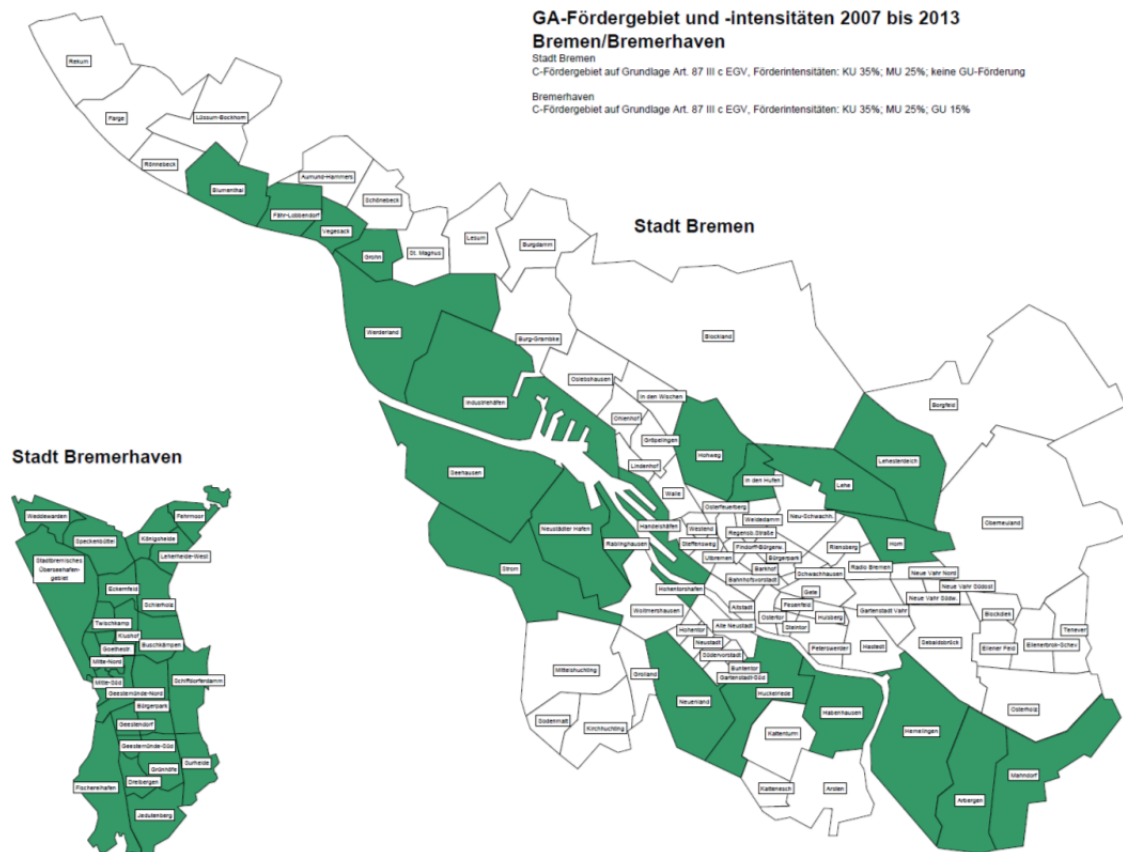 GA-Fördergebiet und -intensitäten 2007 bis 2013
Bremen/Bremerhaven
Stadt Bremen
C-Fördergebiet auf Grundlage Art. 87 III c EGV, Förderintensitäten: KU 35%; MU 25%; keine GU-Förderung
Bremerhaven
C-Fördergebiet auf Grundlage Art. 87 III c EGV, Förderintensitäten: KU 35%; MU 25%; GU 15%
Rekum
Farge
Lüssum-Bockhorn
Rönnebeck
Blumenthal
Aumund-Hammers
Fähr-Lobbendorf
Schönebeck
Vegesack
Grohn
St. Magnus
Lesum
Burgdamm
Stadt Bremen
Werderland
Burg-Grambke
Blockland
Industriehäfen
Oslebshausen
In den Wischen
Borgfeld
Ohlenhof
Gröpelingen
Hohweg
Lehesterdeich
Stadt Bremerhaven
Seehausen
Lindenhof
In den Hufen
Lehe
Walle
Weddewarden
Fehrmoor
Speckenbüttel
Königsheide
Leherheide-West
Stadtbremisches
Überseehafen-
gebiet
Neustädter Hafen
Handelshäfen
Osterfeuerberg
Weidedamm
Neu-Schwachh.
Oberneuland
Rablinghausen
Westend
Regensb.Straße
Steffensweg
Findorff-Bürgerw.
Riensberg
Horn
Utbremen
Bürgerpark
Barkhof
Radio Bremen
Strom
Bahnhofsvorstadt
Schwachhausen
Neue Vahr Nord
Hohentorshafen
Neue Vahr Südost
Gete
Neue Vahr Südw.
Eckernfeld
Schierholz
Woltmershausen
Altstadt
Fesenfeld
Gartenstadt Vahr
Blockdiek
Ostertor
Hulsberg
Twischkamp
Alte Neustadt
Steintor
Tenever
Klushof
Hohentor
Neustadt
Peterswerder
Hastedt
Sebaldsbrück
Goethestr
Buschkämpen
Südervorstadt
Ellener Feld
Ellenerbrok-Schev.
Mitte-Nord
Buntentor
Gartenstadt-Süd
Mittelshuchting
Grolland
Mitte-Süd
Schiffdorferdamm
Geestemünde-Nord
Neuenland
Huckelriede
Bürgerpark
Habenhausen
Osterholz
Geestendorf
Sodenmatt
Kirchhuchting
Kattenturm
Hemelingen
Geestemünde-Süd
Grünhöfe
Surheide
Mahndorf
Dreibergen
Fischereihafen
Kattenesch
Arsten
Arbergen
Jedutenberg